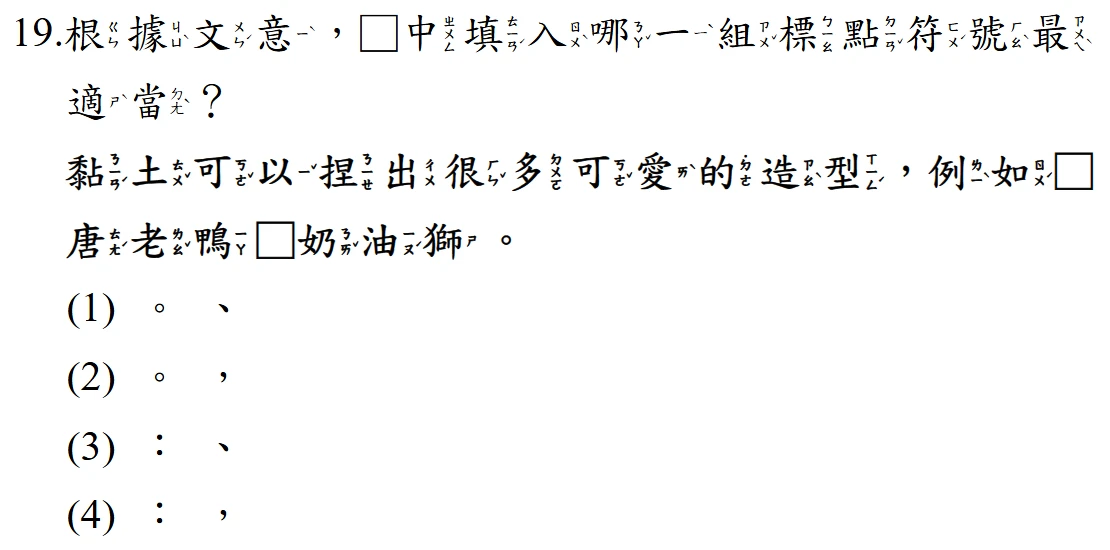 19.根據文意，□中填入哪一組標點符號最
適當？
黏土可以捏出很多可愛的造型，例如□
唐老鴨□奶油獅。
(1) 。 、
(2) 。 ，
(3) ： 、
(4) ： ，